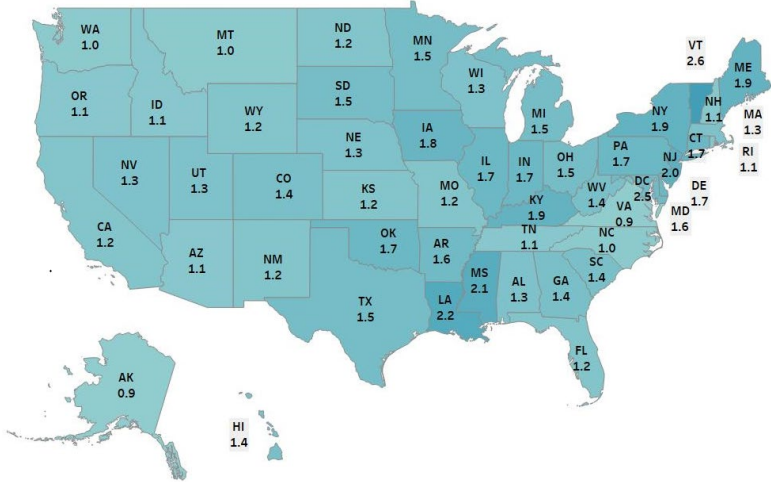 WA
1.0
MT
1.0
ND
1.2
MN
1.5
VT
2.6
ME
1.9
OR
1.1
ID
1.1
WY
1.2
SD
1.5
WI
1.3
MI
1.5
NY
1.9
NH
1.1
MA
1.3
RI
1.1
CT
1.7
NV
1.3
UT
1.3
CO
1.4
NE
1.3
IA
1.8
IL
1.7
IN
1.7
OH
1.5
PA
1.7
NJ
2.0
DE
1.7
MD
1.6
DC
2.5
WV
1.4
VA
0.9
CA
1.2
AZ
1.1
NM
1.2
KS
1.2
MO
1.2
KY
1.9
TN
1.1
NC
1.0
SC
1.4
OK
1.7
AR
1.6
TX
1.5
LA
2.2
MS
2.1
AL
1.3
GA
1.4
FL
1.2
AK
0.9
HI
1.4